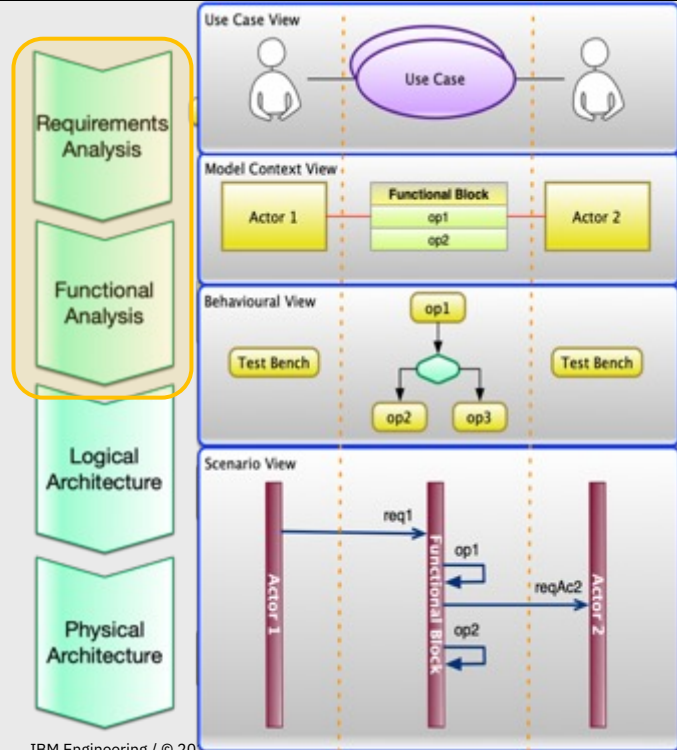 Requirements
Analysis
Functional
Analysis
Logical
Architecture
Physical
Architecture
Use Case View
Use Case
Model Context View
Actor 1
Functional Block
op1
op2
Actor 2
Behavioural View
op1
Test Bench
Test Bench
op2
op3
Scenario View
req1
op1
reqAc2
op2
Actor 1
Functional Block
Actor 2
IBM Engineering / © 20